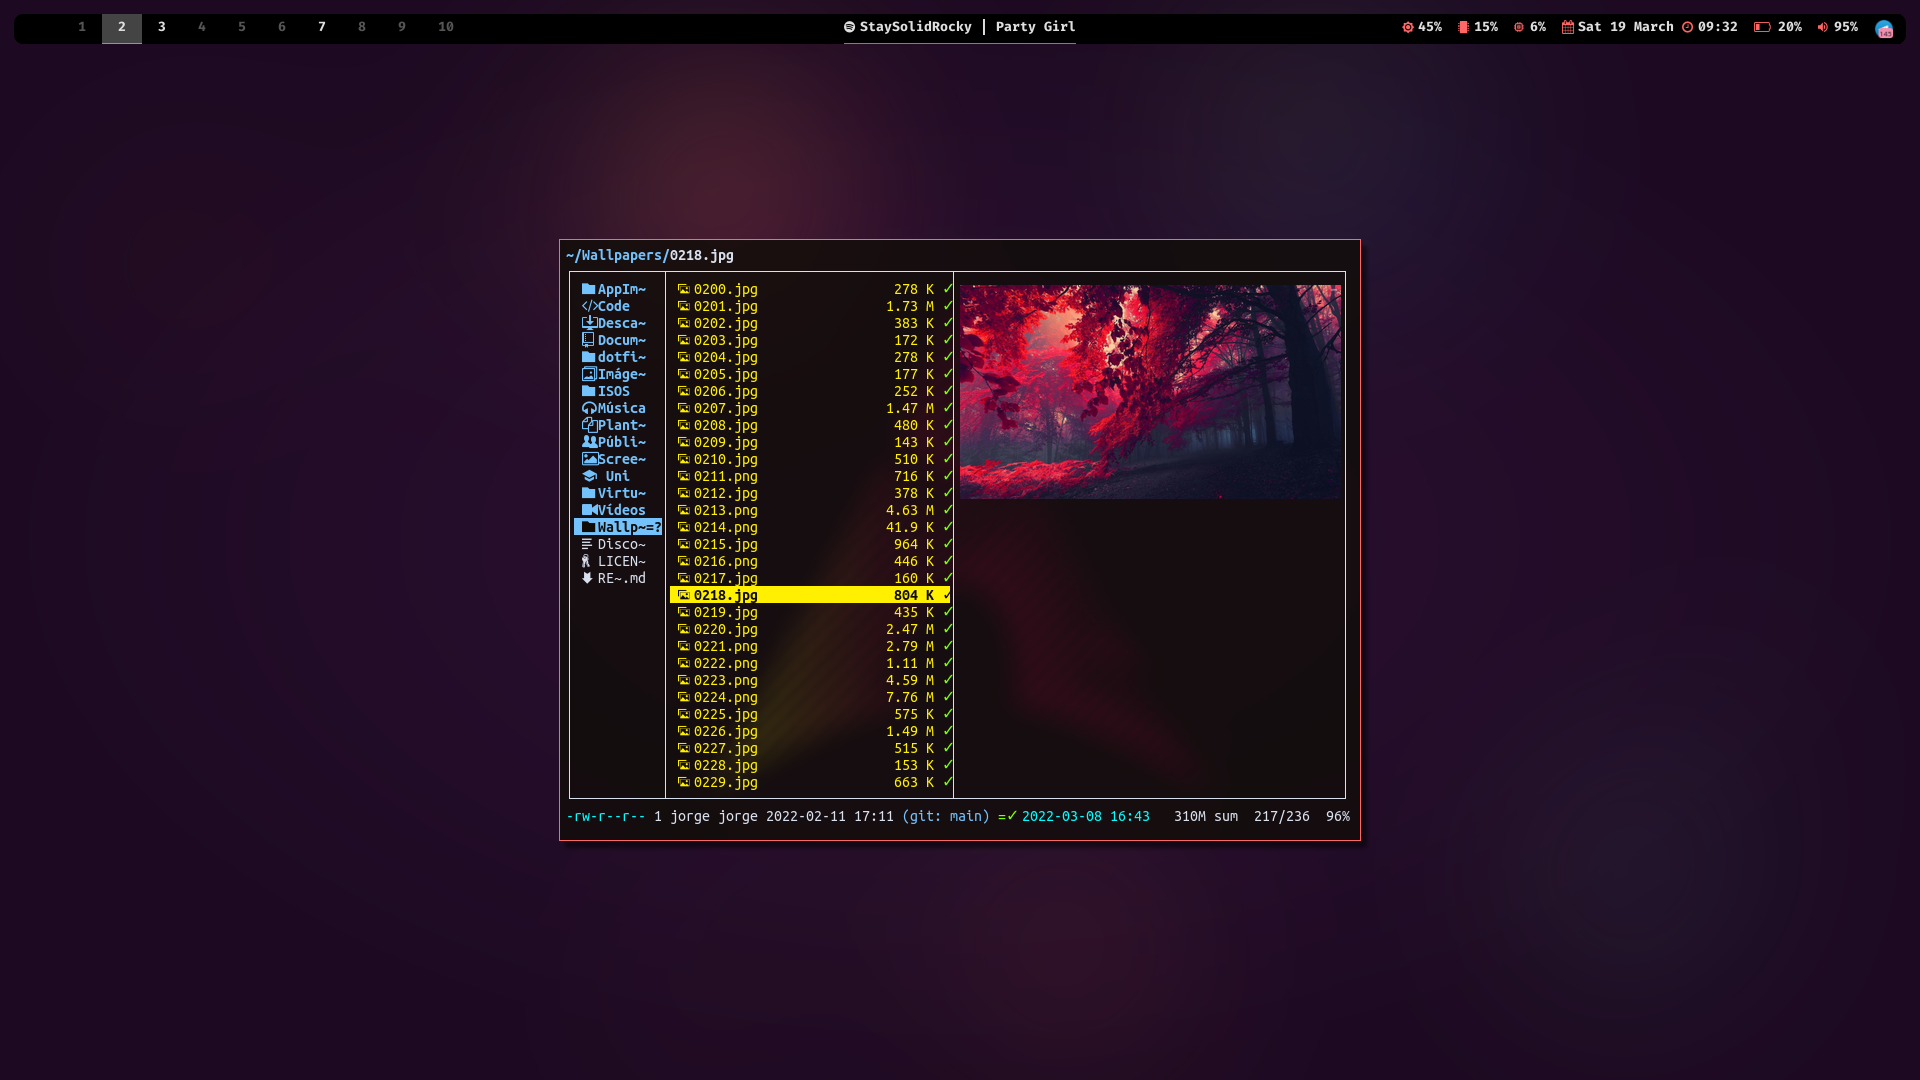 1 2 3 4 5 6 7 8 9 10
StaySolidRocky | Party Girl
45% 15% 6% Sat 19 March 09:32 20% 95%
145
~/Wallpapers/0218.jpg
AppIm~
Code
Desca~
Docum~
dotfi~
Imáge~
ISOS
Música
Plant~
Públi~
Scree~
Uni
Virtu~
Vídeos
Wallp~=?
Disco~
LICEN~
RE~.md
0200.jpg 278 K ✓
0201.jpg 1.73 M ✓
0202.jpg 383 K ✓
0203.jpg 172 K ✓
0204.jpg 278 K ✓
0205.jpg 177 K ✓
0206.jpg 252 K ✓
0207.jpg 1.47 M ✓
0208.jpg 480 K ✓
0209.jpg 143 K ✓
0210.jpg 510 K ✓
0211.png 716 K ✓
0212.jpg 378 K ✓
0213.png 4.63 M ✓
0214.png 41.9 K ✓
0215.jpg 964 K ✓
0216.png 446 K ✓
0217.jpg 160 K ✓
0218.jpg 804 K ✓
0219.jpg 435 K ✓
0220.jpg 2.47 M ✓
0221.png 2.79 M ✓
0222.png 1.11 M ✓
0223.png 4.59 M ✓
0224.png 7.76 M ✓
0225.jpg 575 K ✓
0226.jpg 1.49 M ✓
0227.jpg 515 K ✓
0228.jpg 153 K ✓
0229.jpg 663 K ✓
-rw-r--r-- 1 jorge jorge 2022-02-11 17:11 (git: main) =✓ 2022-03-08 16:43 310M sum 217/236 96%